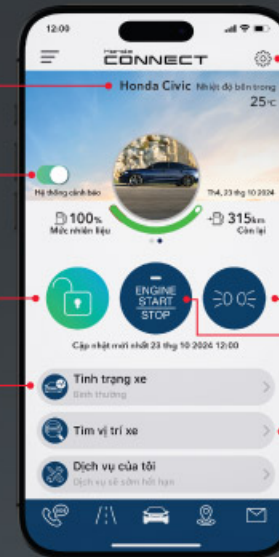 12:00
Honda
CONNECT
Honda Civic Nhiệt độ bên trong
25°C
Hệ thống cảnh báo
Th4, 23 thg 10 2024
100%
Mức nhiên liệu
315km
Còn lại
ENGINE
START
STOP
Cập nhật mới nhất 23 thg 10 2024 12:00
Tình trạng xe
Bình thường
Tìm vị trí xe
Dịch vụ của tôi
Dịch vụ sẽ sớm hết hạn